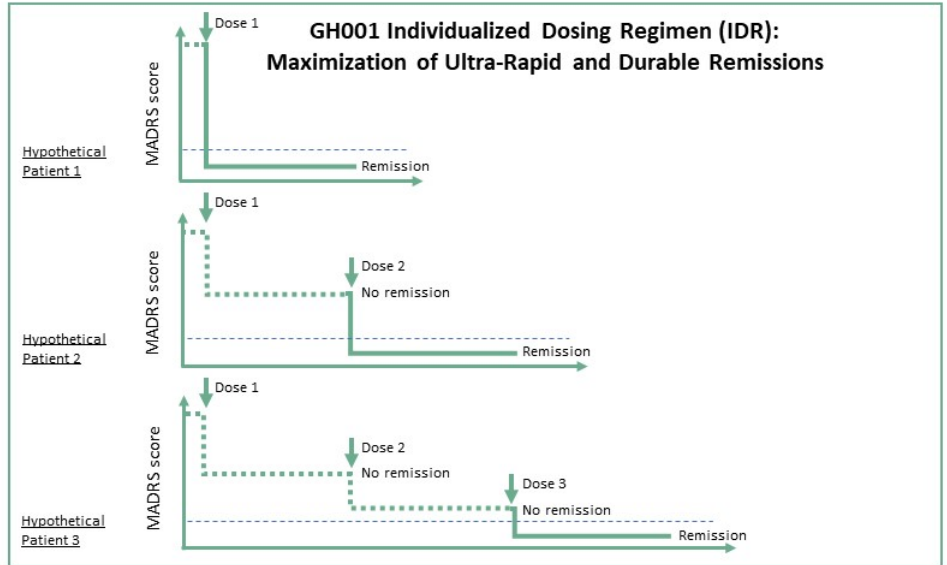 GH001 Individualized Dosing Regimen (IDR):
Maximization of Ultra-Rapid and Durable Remissions
Dose 1
MADRS score
Hypothetical
Patient 1
Remission
Dose 1
MADRS score
Dose 2
No remission
Hypothetical
Patient 2
Remission
Dose 1
MADRS score
Dose 2
No remission
Dose 3
No remission
Hypothetical
Patient 3
Remission